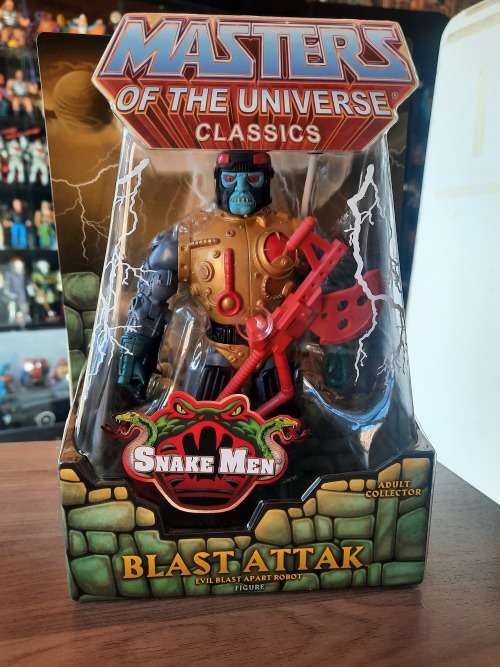 MASTERS
OF THE UNIVERSE®
CLASSICS
SNAKE MEN
ADULT
COLLECTOR
BLAST ATTAK
EVIL BLAST APART ROBOT
FIGURE